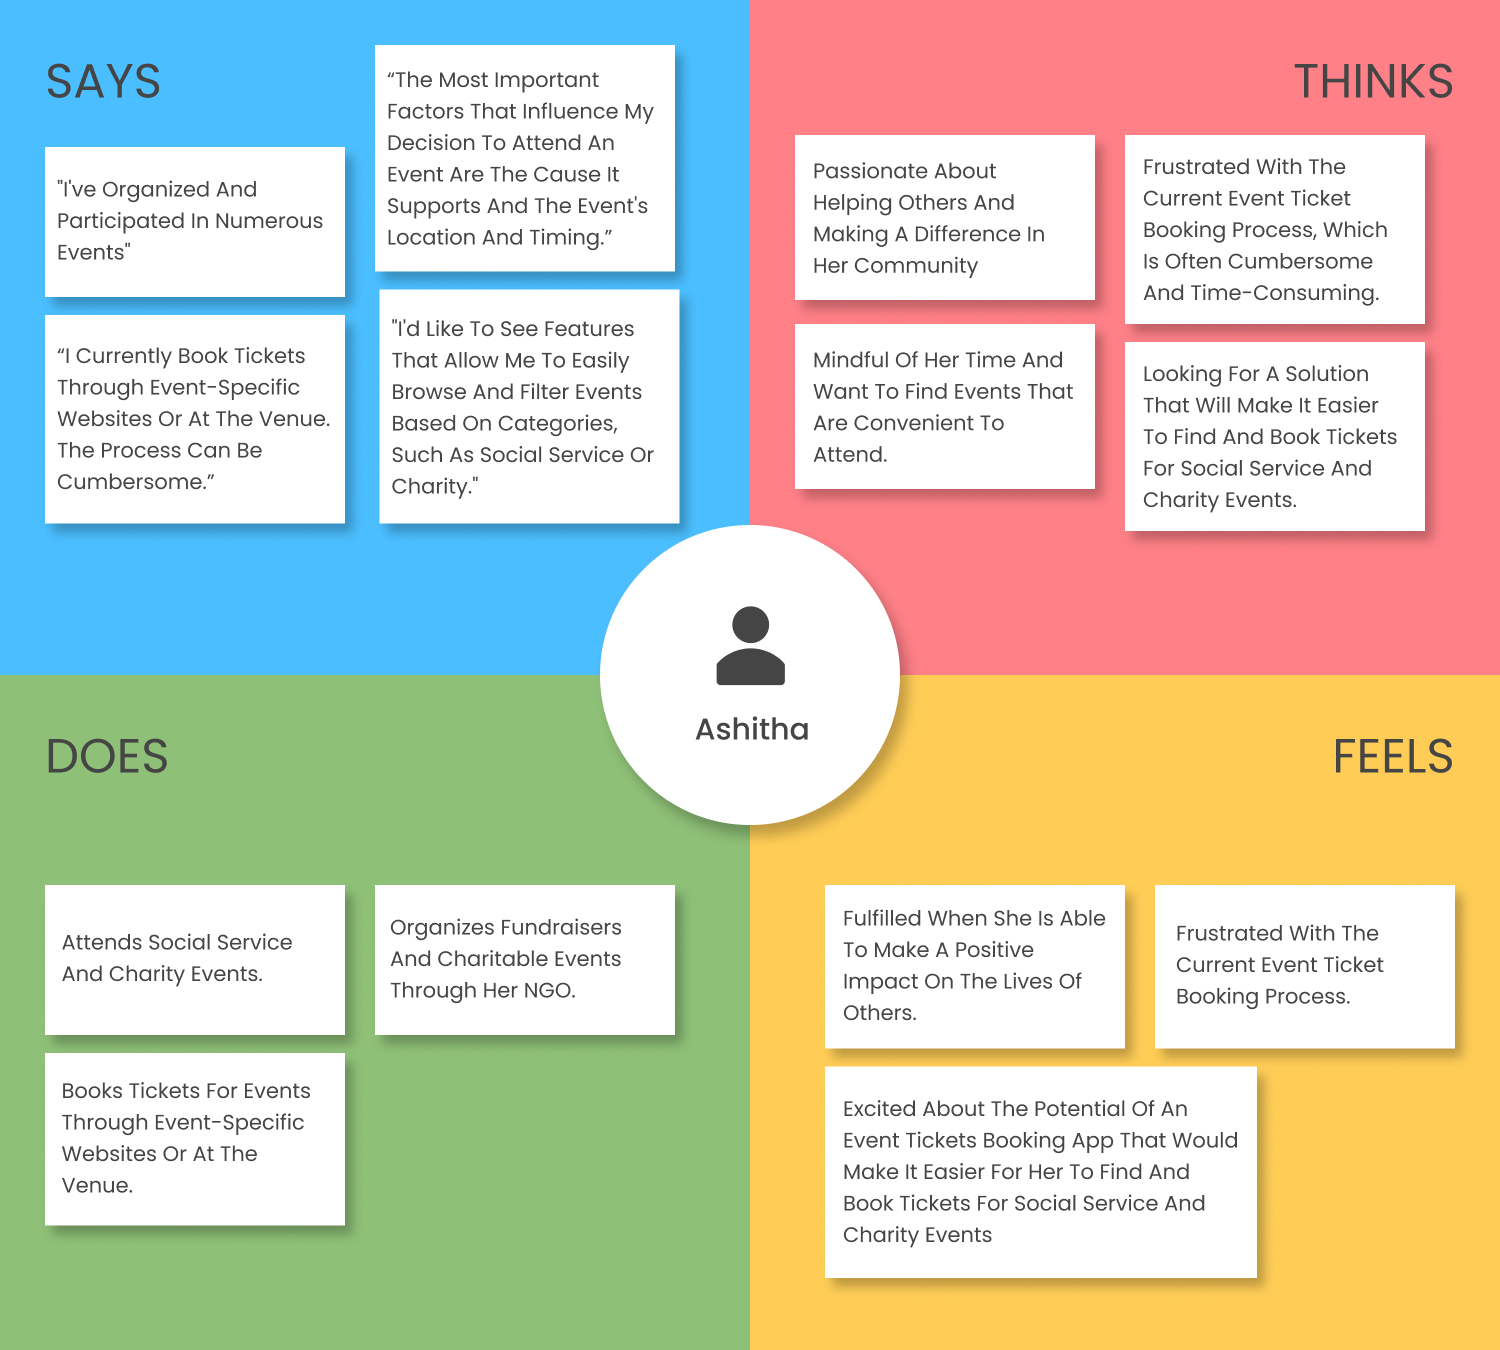 SAYS
"I've Organized And
Participated In Numerous
Events"
“The Most Important
Factors That Influence My
Decision To Attend An
Event Are The Cause It
Supports And The Event's
Location And Timing.”
“I Currently Book Tickets
Through Event-Specific
Websites Or At The Venue.
The Process Can Be
Cumbersome.”
"I'd Like To See Features
That Allow Me To Easily
Browse And Filter Events
Based On Categories,
Such As Social Service Or
Charity."
THINKS
Passionate About
Helping Others And
Making A Difference In
Her Community
Frustrated With The
Current Event Ticket
Booking Process, Which
Is Often Cumbersome
And Time-Consuming.
Mindful Of Her Time And
Want To Find Events That
Are Convenient To
Attend.
Looking For A Solution
That Will Make It Easier
To Find And Book Tickets
For Social Service And
Charity Events.
Ashitha
DOES
Attends Social Service
And Charity Events.
Organizes Fundraisers
And Charitable Events
Through Her NGO.
Books Tickets For Events
Through Event-Specific
Websites Or At The
Venue.
FEELS
Fulfilled When She Is Able
To Make A Positive
Impact On The Lives Of
Others.
Frustrated With The
Current Event Ticket
Booking Process.
Excited About The Potential Of An
Event Tickets Booking App That Would
Make It Easier For Her To Find And
Book Tickets For Social Service And
Charity Events